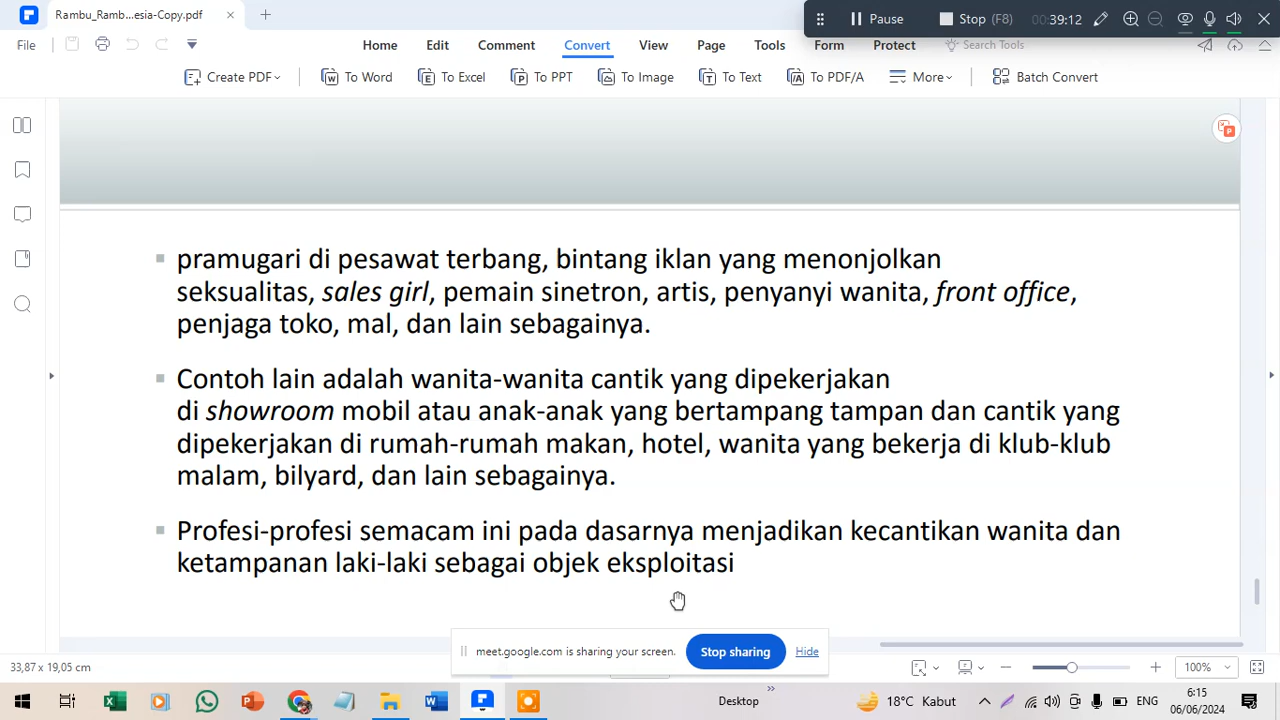 Rambu_Ramb...esia-Copy.pdf
Pause
Stop (F8)
00:39:12
File
Home
Edit
Comment
Convert
View
Page
Tools
Form
Protect
Search Tools
Create PDF
To Word
To Excel
To PPT
To Image
To Text
To PDF/A
More
Batch Convert
pramugari di pesawat terbang, bintang iklan yang menonjolkan
seksualitas, sales girl, pemain sinetron, artis, penyanyi wanita, front office,
penjaga toko, mal, dan lain sebagainya.
Contoh lain adalah wanita-wanita cantik yang dipekerjakan
di showroom mobil atau anak-anak yang bertampang tampan dan cantik yang
dipekerjakan di rumah-rumah makan, hotel, wanita yang bekerja di klub-klub
malam, bilyard, dan lain sebagainya.
Profesi-profesi semacam ini pada dasarnya menjadikan kecantikan wanita dan
ketampanan laki-laki sebagai objek eksploitasi
meet.google.com is sharing your screen.
Stop sharing
Hide
33,87 x 19,05 cm
100%
Desktop
18°C Kabut
ENG
6:15
06/06/2024